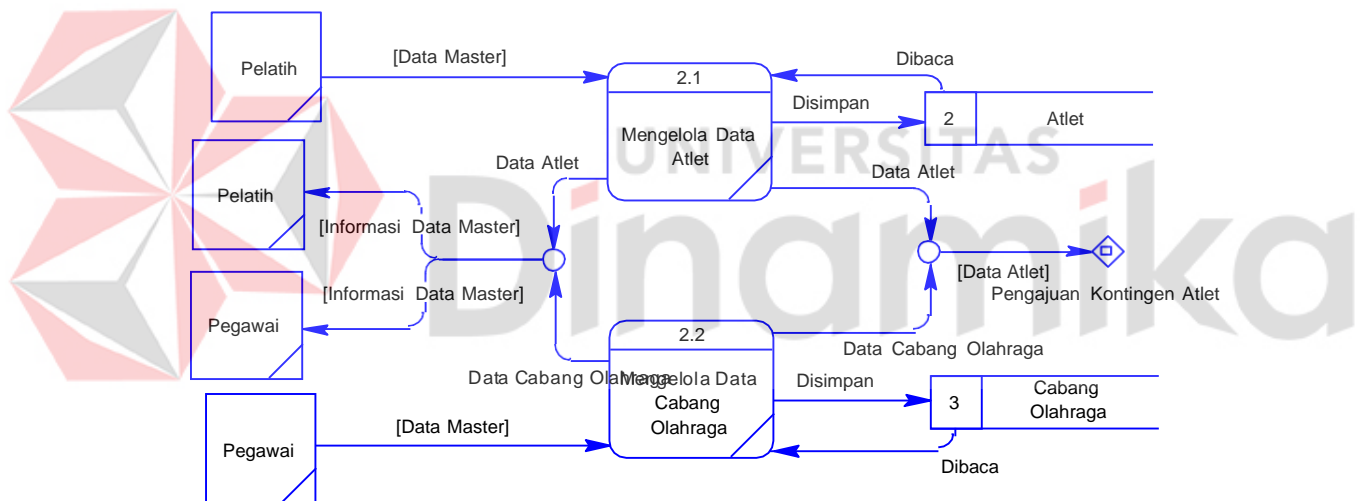 Pelatih
[Data Master]
2.1
Mengelola Data
Atlet
Dibaca
Disimpan
2
Atlet
UNIVERSITAS
Dinamika
Pelatih
Data Atlet
Data Atlet
[Informasi Data Master]
[Informasi Data Master]
[Data Atlet]
Pengajuan Kontingen Atlet
Pegawai
2.2
Mengelola Data
Cabang
Olahraga
Data Cabang Olahraga
Data Cabang Olahraga
Disimpan
3
Cabang
Olahraga
Pegawai
[Data Master]
Dibaca